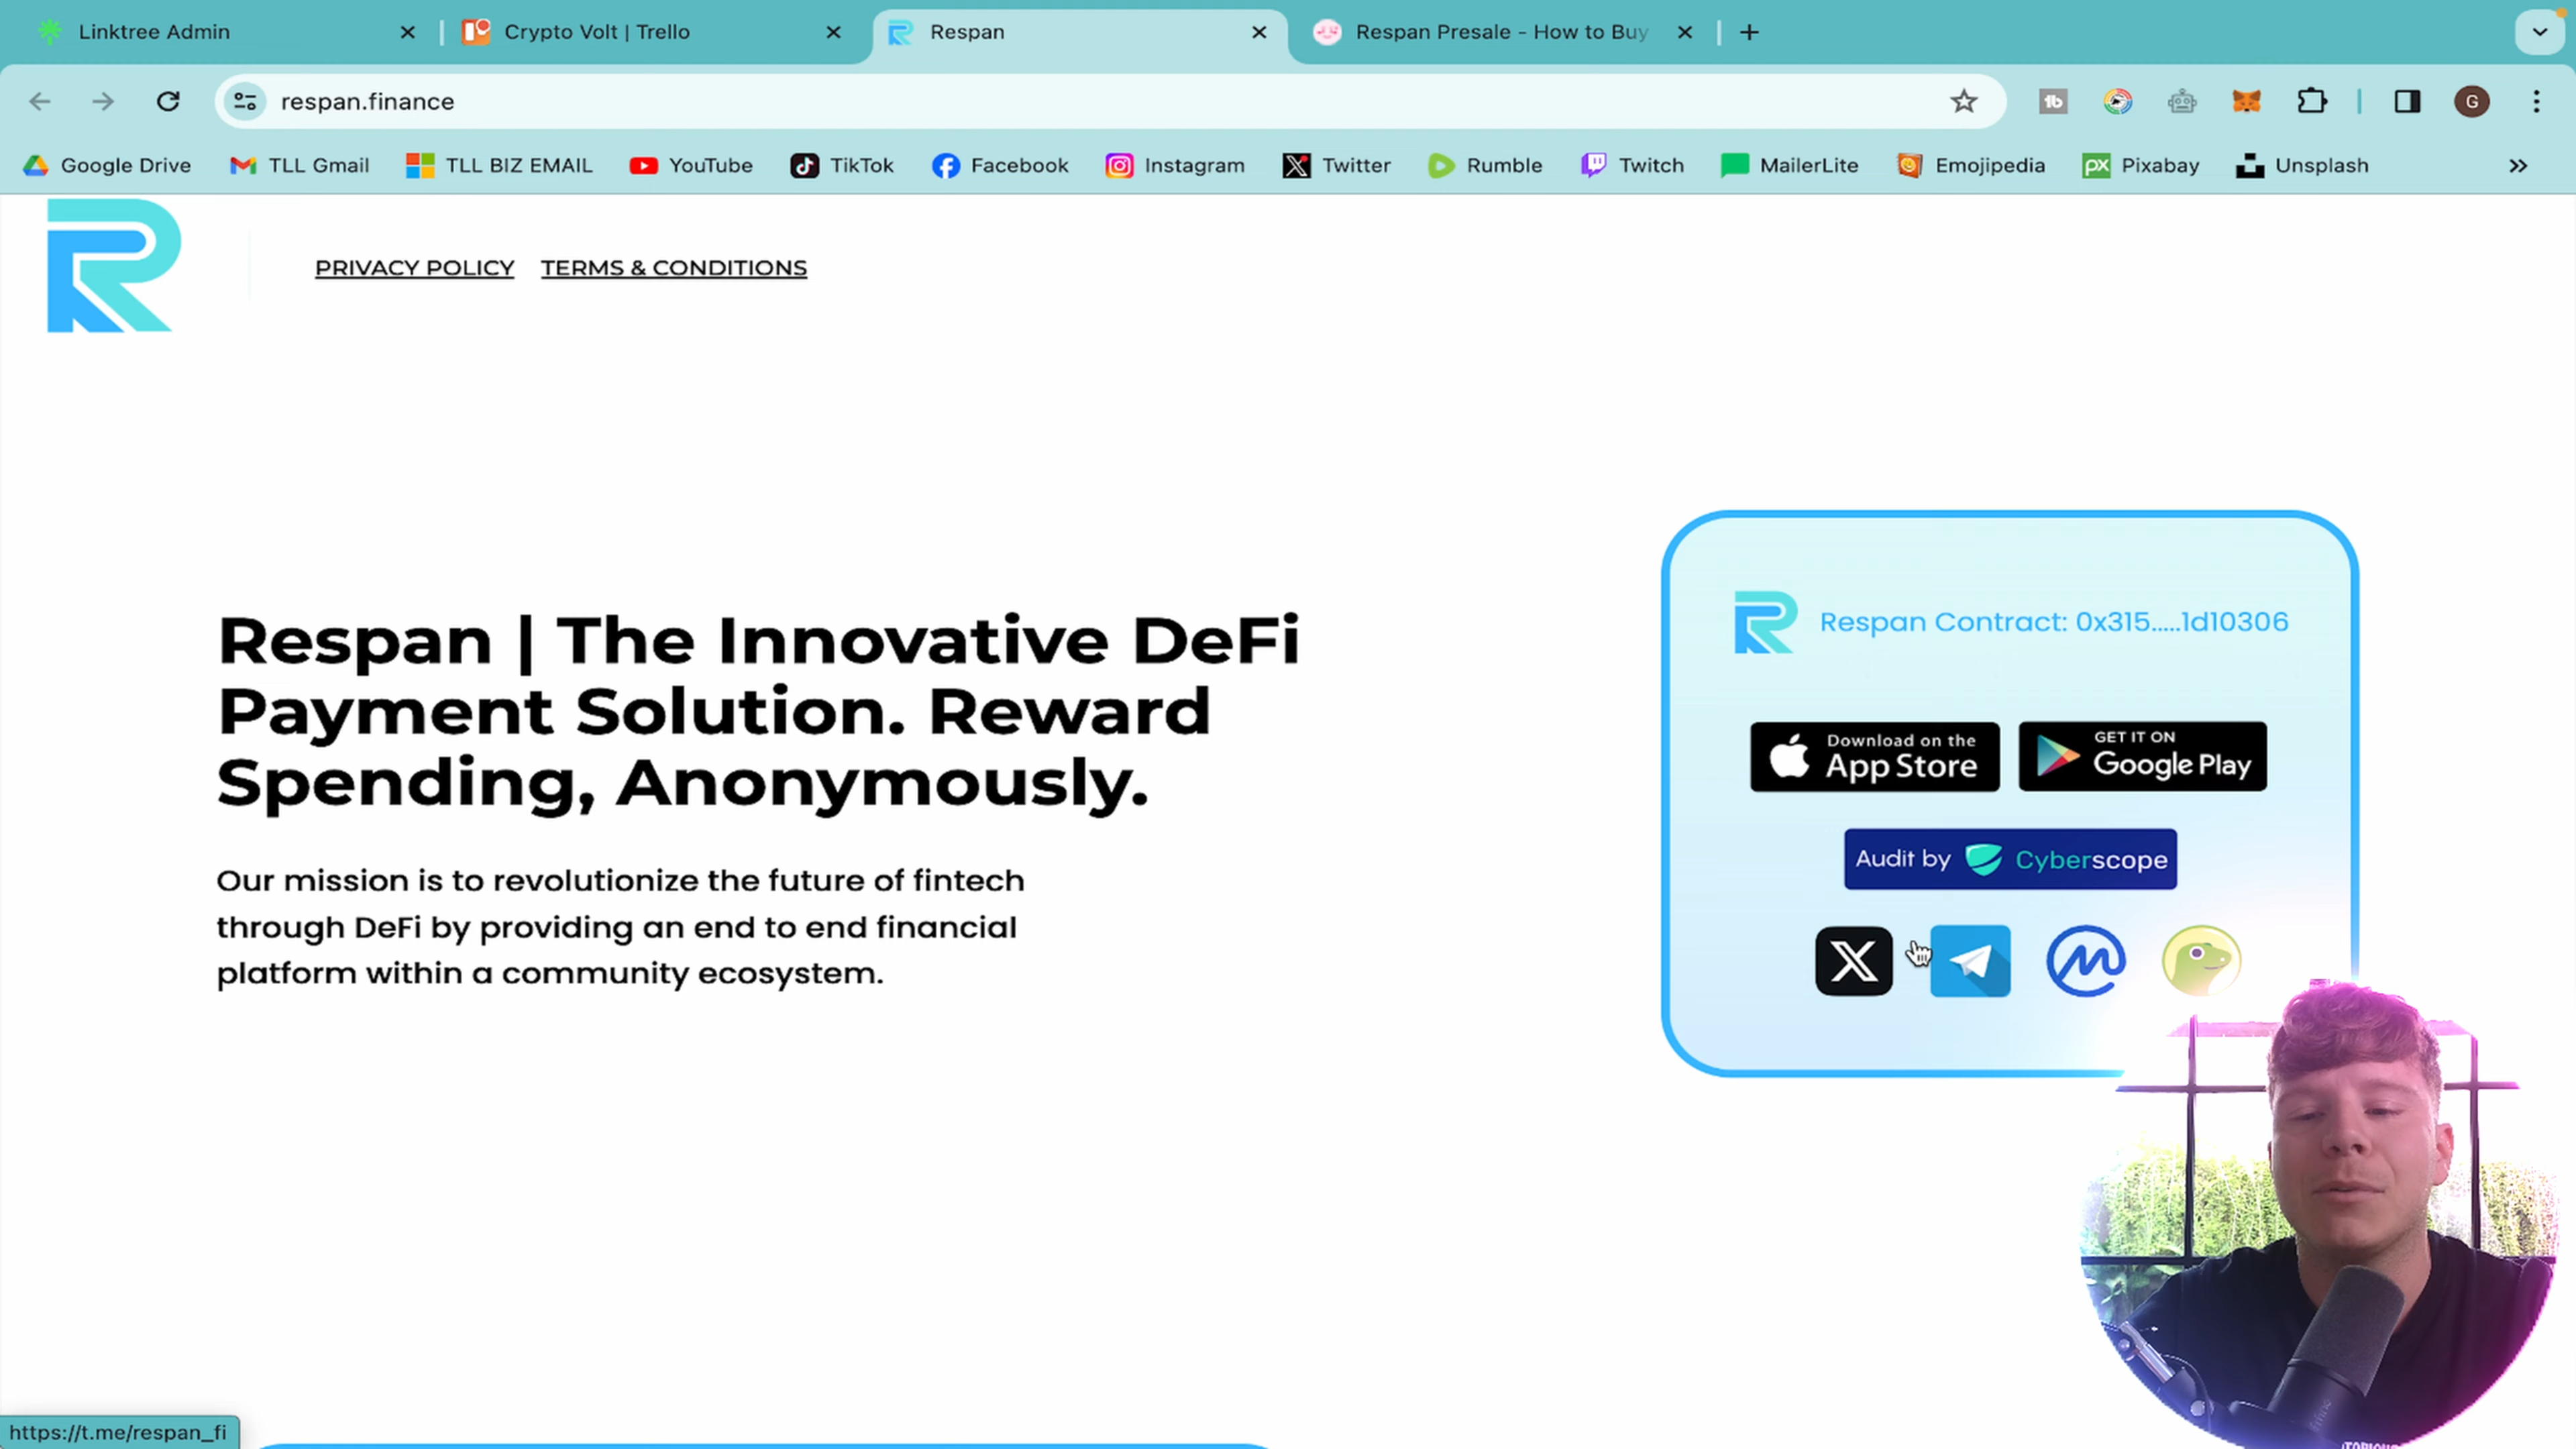 Linktree Admin
Crypto Volt | Trello
Respan
Respan Presale - How to Buy
respan.finance
G
Google Drive
TLL Gmail
TLL BIZ EMAIL
YouTube
TikTok
Facebook
Instagram
Twitter
Rumble
Twitch
MailerLite
Emojipedia
px Pixabay
Unsplash
PRIVACY POLICY
TERMS & CONDITIONS
Respan | The Innovative DeFi
Payment Solution. Reward
Spending, Anonymously.
Our mission is to revolutionize the future of fintech
through DeFi by providing an end to end financial
platform within a community ecosystem.
Respan Contract: 0x315.....1d10306
Download on the
App Store
GET IT ON
Google Play
Audit by Cyberscope
https://t.me/respan_fi